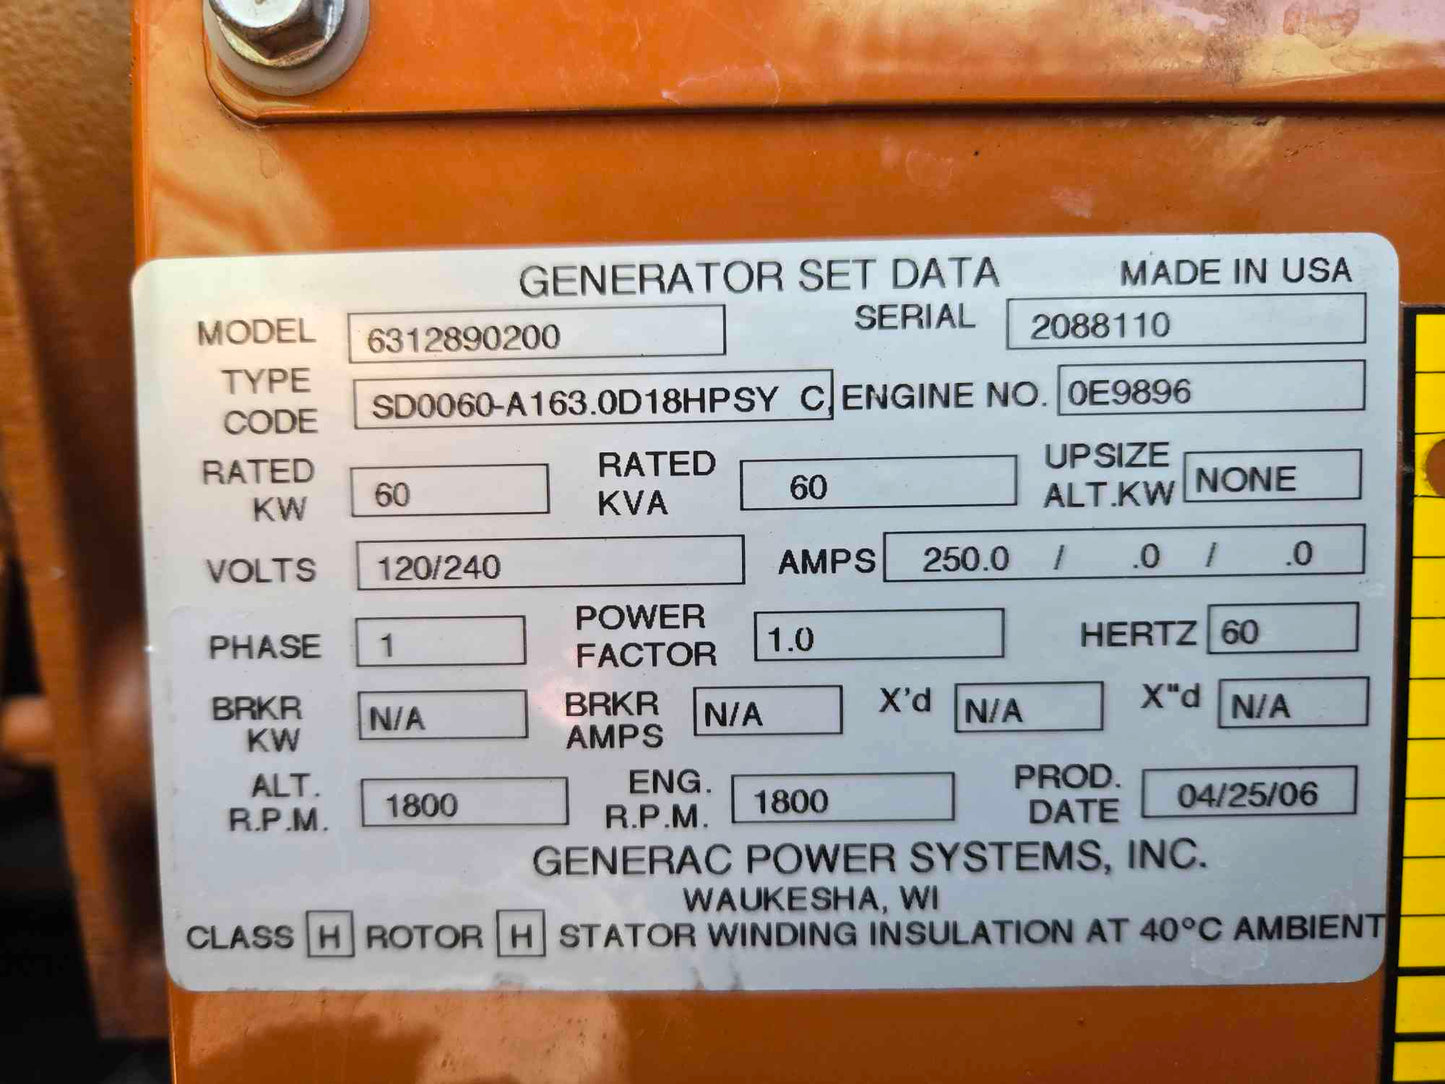 GENERATOR SET DATA MADE IN USA
MODEL 6312890200 SERIAL 2088110
TYPE CODE SD0060-A163.0D18HPSY C, ENGINE NO. 0E9896
RATED KW 60 RATED KVA 60 UPSIZE ALT.KW NONE
VOLTS 120/240 AMPS 250.0 / .0 / .0
PHASE 1 POWER FACTOR 1.0 HERTZ 60
BRKR KW N/A BRKR AMPS N/A X'd N/A X"d N/A
ALT. R.P.M. 1800 ENG. R.P.M. 1800 PROD. DATE 04/25/06
GENERAC POWER SYSTEMS, INC.
WAUKESHA, WI
CLASS H ROTOR H STATOR WINDING INSULATION AT 40°C AMBIENT